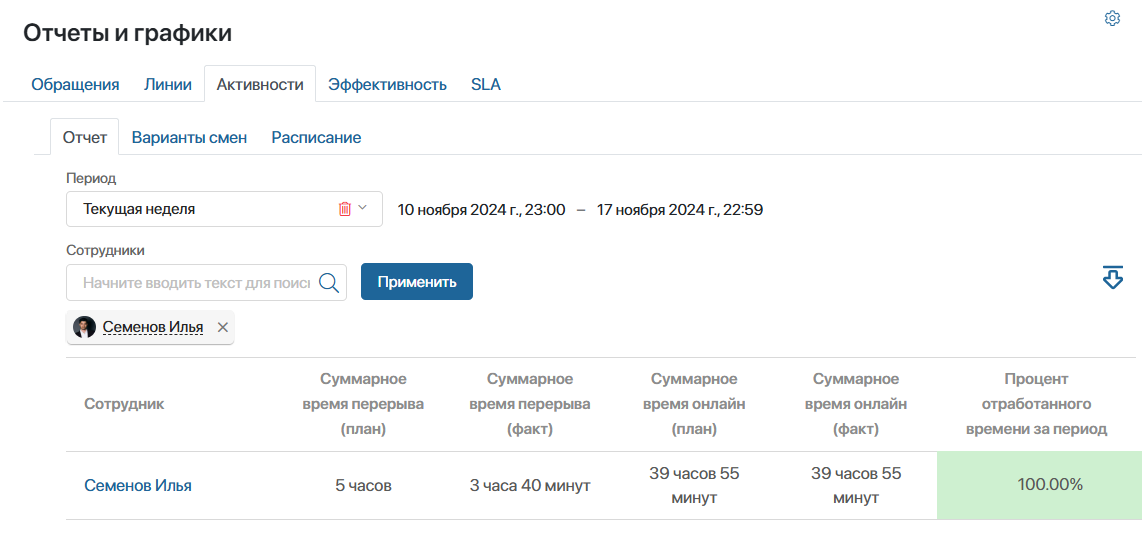 Отчеты и графики
Обращения Линии Активности Эффективность SLA
Отчет Варианты смен Расписание
Период
Текущая неделя 10 ноября 2024 г., 23:00 – 17 ноября 2024 г., 22:59
Сотрудники
Начните вводить текст для поис Применить
Семенов Илья
Сотрудник
Суммарное
время перерыва
(план)
Суммарное
время перерыва
(факт)
Суммарное
время онлайн
(план)
Суммарное
время онлайн
(факт)
Процент
отработанного
времени за период
Семенов Илья
5 часов
3 часа 40 минут
39 часов 55
минут
39 часов 55
минут
100.00%